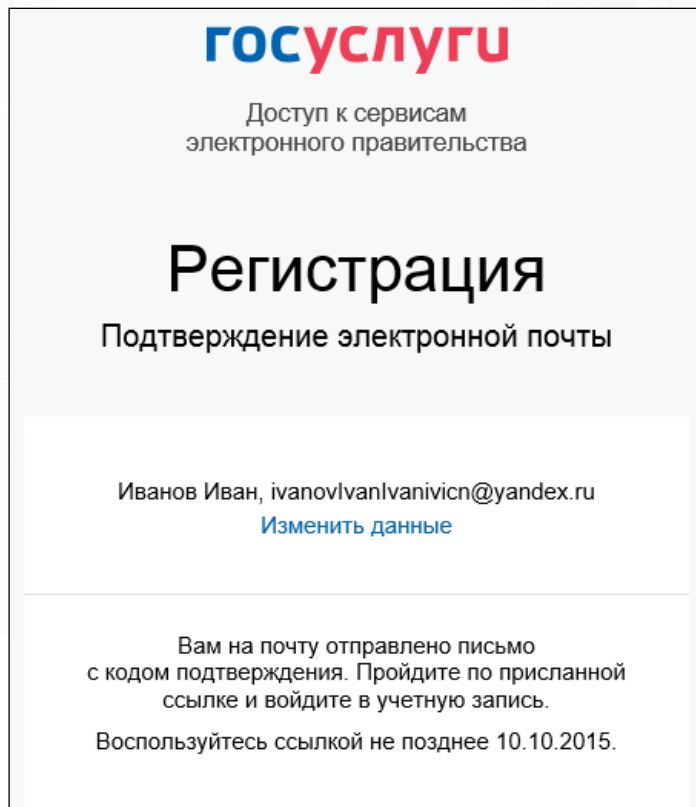 госуслуги
Доступ к сервисам
электронного правительства
Регистрация
Подтверждение электронной почты
Иванов Иван, ivanovIvanIvanivicn@yandex.ru
Изменить данные
Вам на почту отправлено письмо
с кодом подтверждения. Пройдите по присланной
ссылке и войдите в учетную запись.
Воспользуйтесь ссылкой не позднее 10.10.2015.